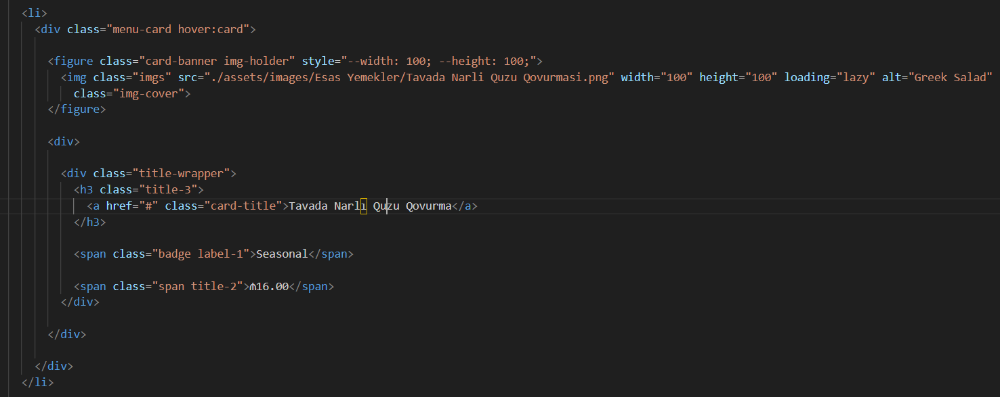 <li>
<div class="menu-card hover:card">
<figure class="card-banner img-holder" style="--width: 100; --height: 100;">
<img class="imgs" src="./assets/images/Esas Yemekler/Tavada Narli Quzu Qovurmasi.png" width="100" height="100" loading="lazy" alt="Greek Salad"
class="img-cover">
</figure>
<div>
<div class="title-wrapper">
<h3 class="title-3">
<a href="#" class="card-title">Tavada Narlı Quzu Qovurma</a>
</h3>
<span class="badge label-1">Seasonal</span>
<span class="span title-2">₼16.00</span>
</div>
</div>
</div>
</li>